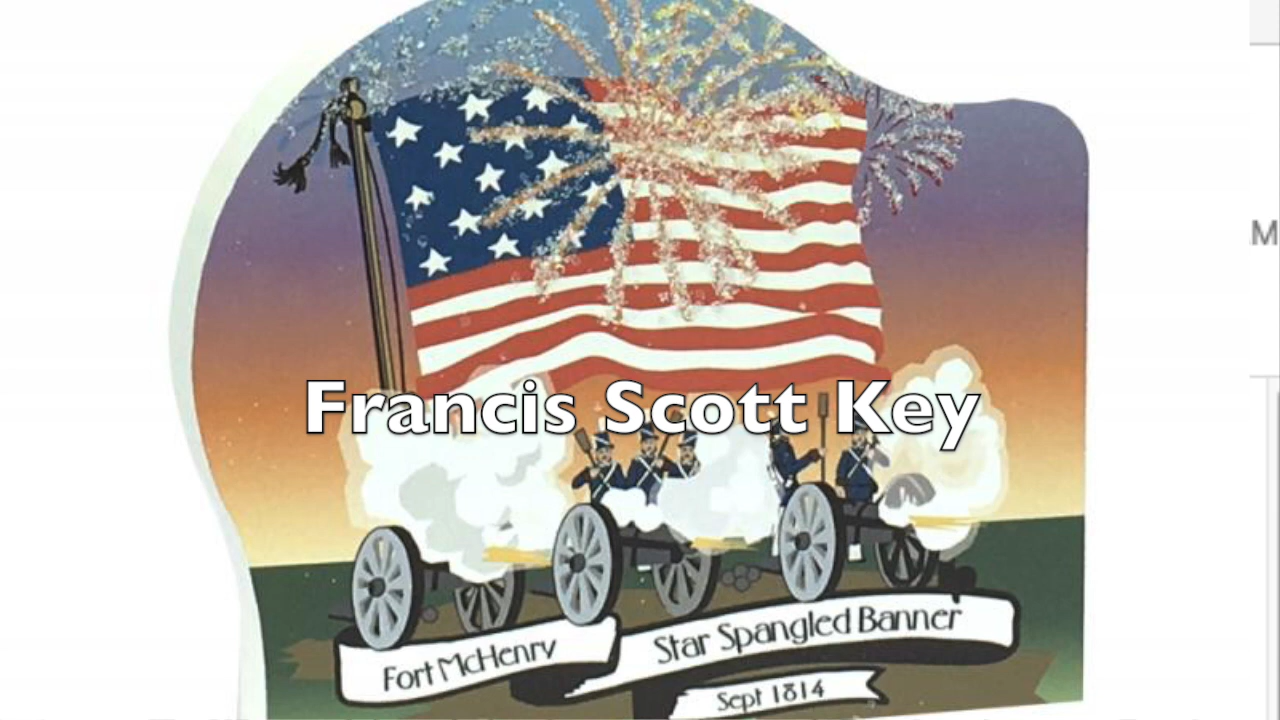 M
Francis Scott Key
Fort McHenry
Star Spangled Banner
Sept 1814